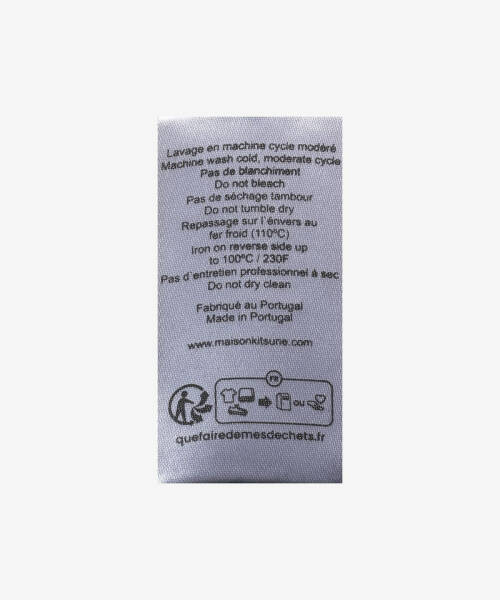 Lavage en machine cycle modéré
Machine wash cold, moderate cycle
Pas de blanchiment
Do not bleach
Pas de séchage tambour
Do not tumble dry
Repassage sur l´énvers au
fer froid (110ºC)
Iron on reverse side up
to 100ºC / 230F
Pas d´entretien professionnel à sec
Do not dry clean
Fabriqué au Portugal
Made in Portugal
www.maisonkitsune.com
FR
ou
quefairedemesdechets.fr